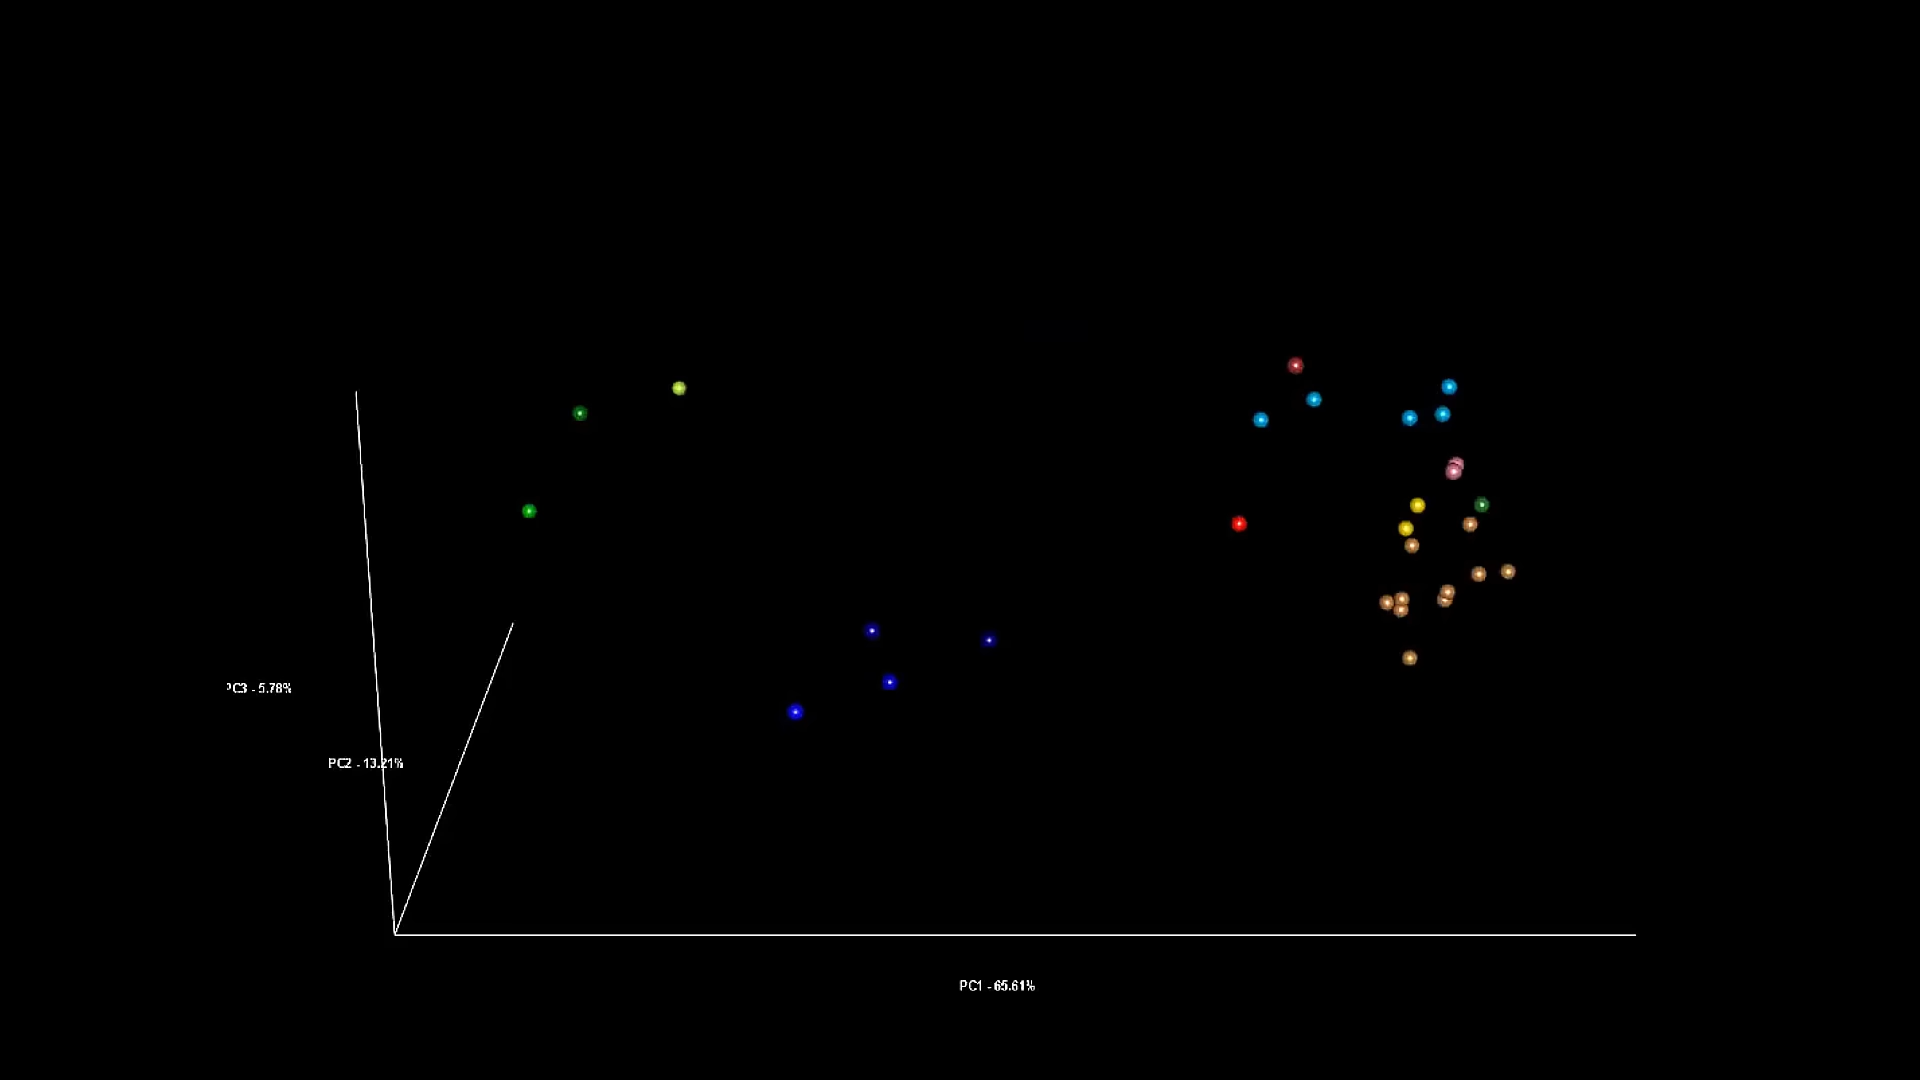 PC3 - 5.78%
PC2 - 13.21%
PC1 - 65.61%